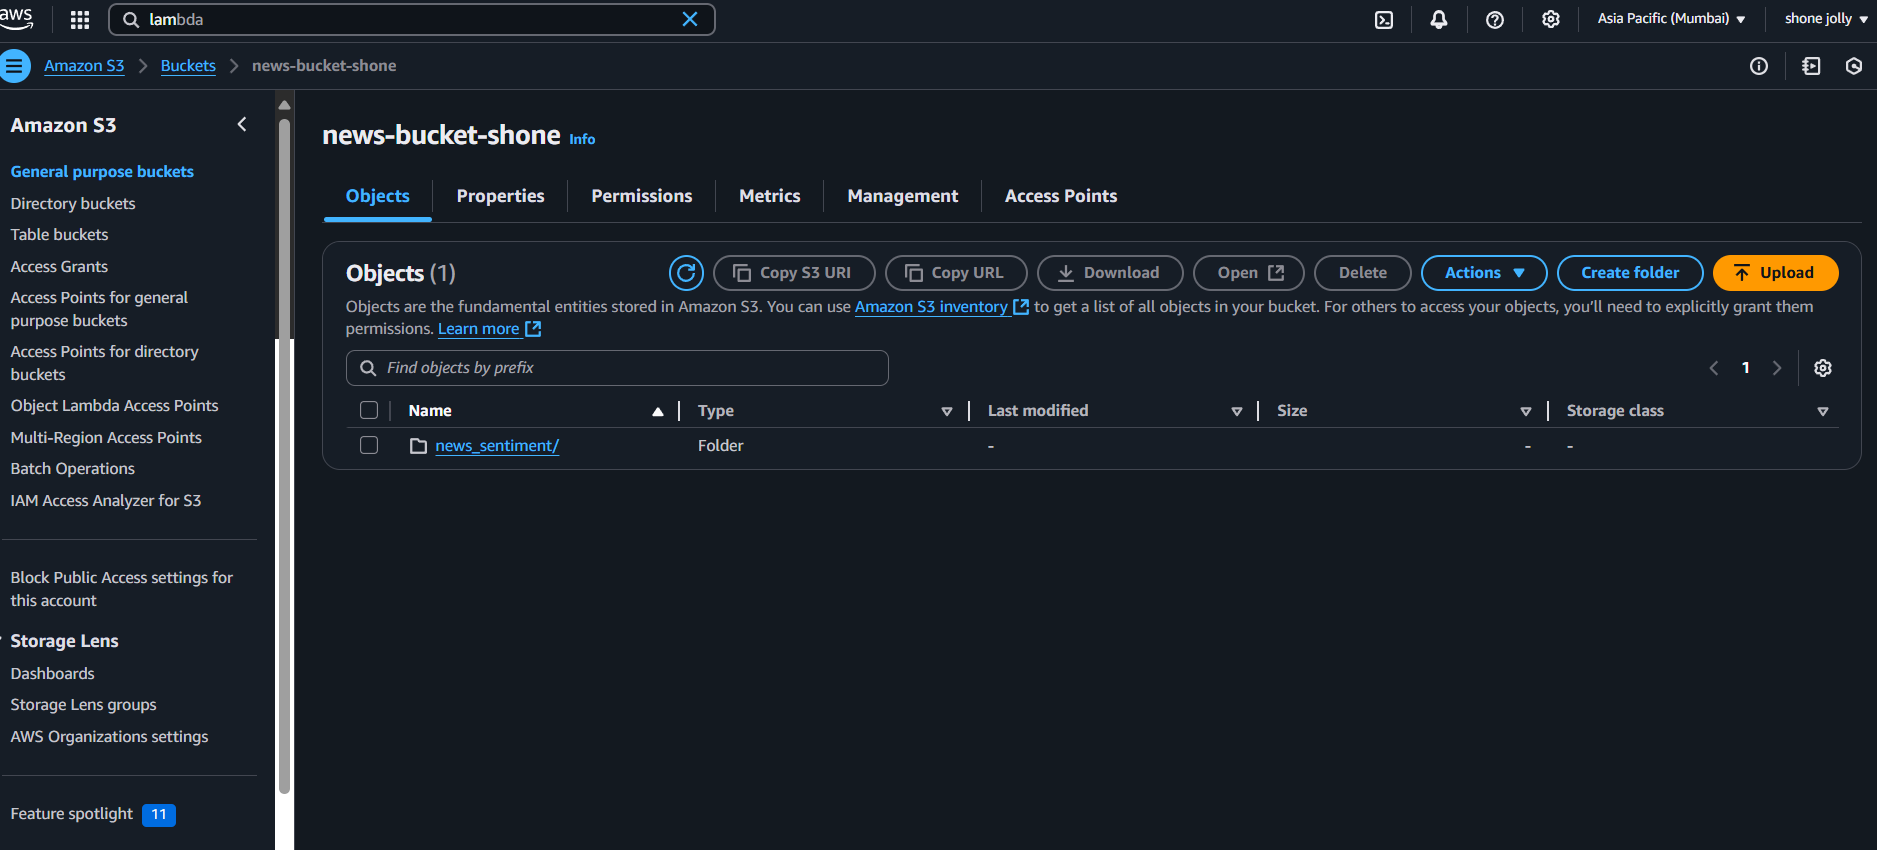 aws
lambda
Asia Pacific (Mumbai)
shone jolly
Amazon S3
Buckets
news-bucket-shone
Amazon S3
General purpose buckets
Directory buckets
Table buckets
Access Grants
Access Points for general
purpose buckets
Access Points for directory
buckets
Object Lambda Access Points
Multi-Region Access Points
Batch Operations
IAM Access Analyzer for S3
Block Public Access settings for
this account
Storage Lens
Dashboards
Storage Lens groups
AWS Organizations settings
Feature spotlight 11
news-bucket-shone Info
Objects
Properties
Permissions
Metrics
Management
Access Points
Objects (1)
Copy S3 URI
Copy URL
Download
Open
Delete
Actions
Create folder
Upload
Objects are the fundamental entities stored in Amazon S3. You can use Amazon S3 inventory to get a list of all objects in your bucket. For others to access your objects, you'll need to explicitly grant them
permissions. Learn more
Find objects by prefix
1
Name
Type
Last modified
Size
Storage class
news_sentiment/
Folder
-
-
-